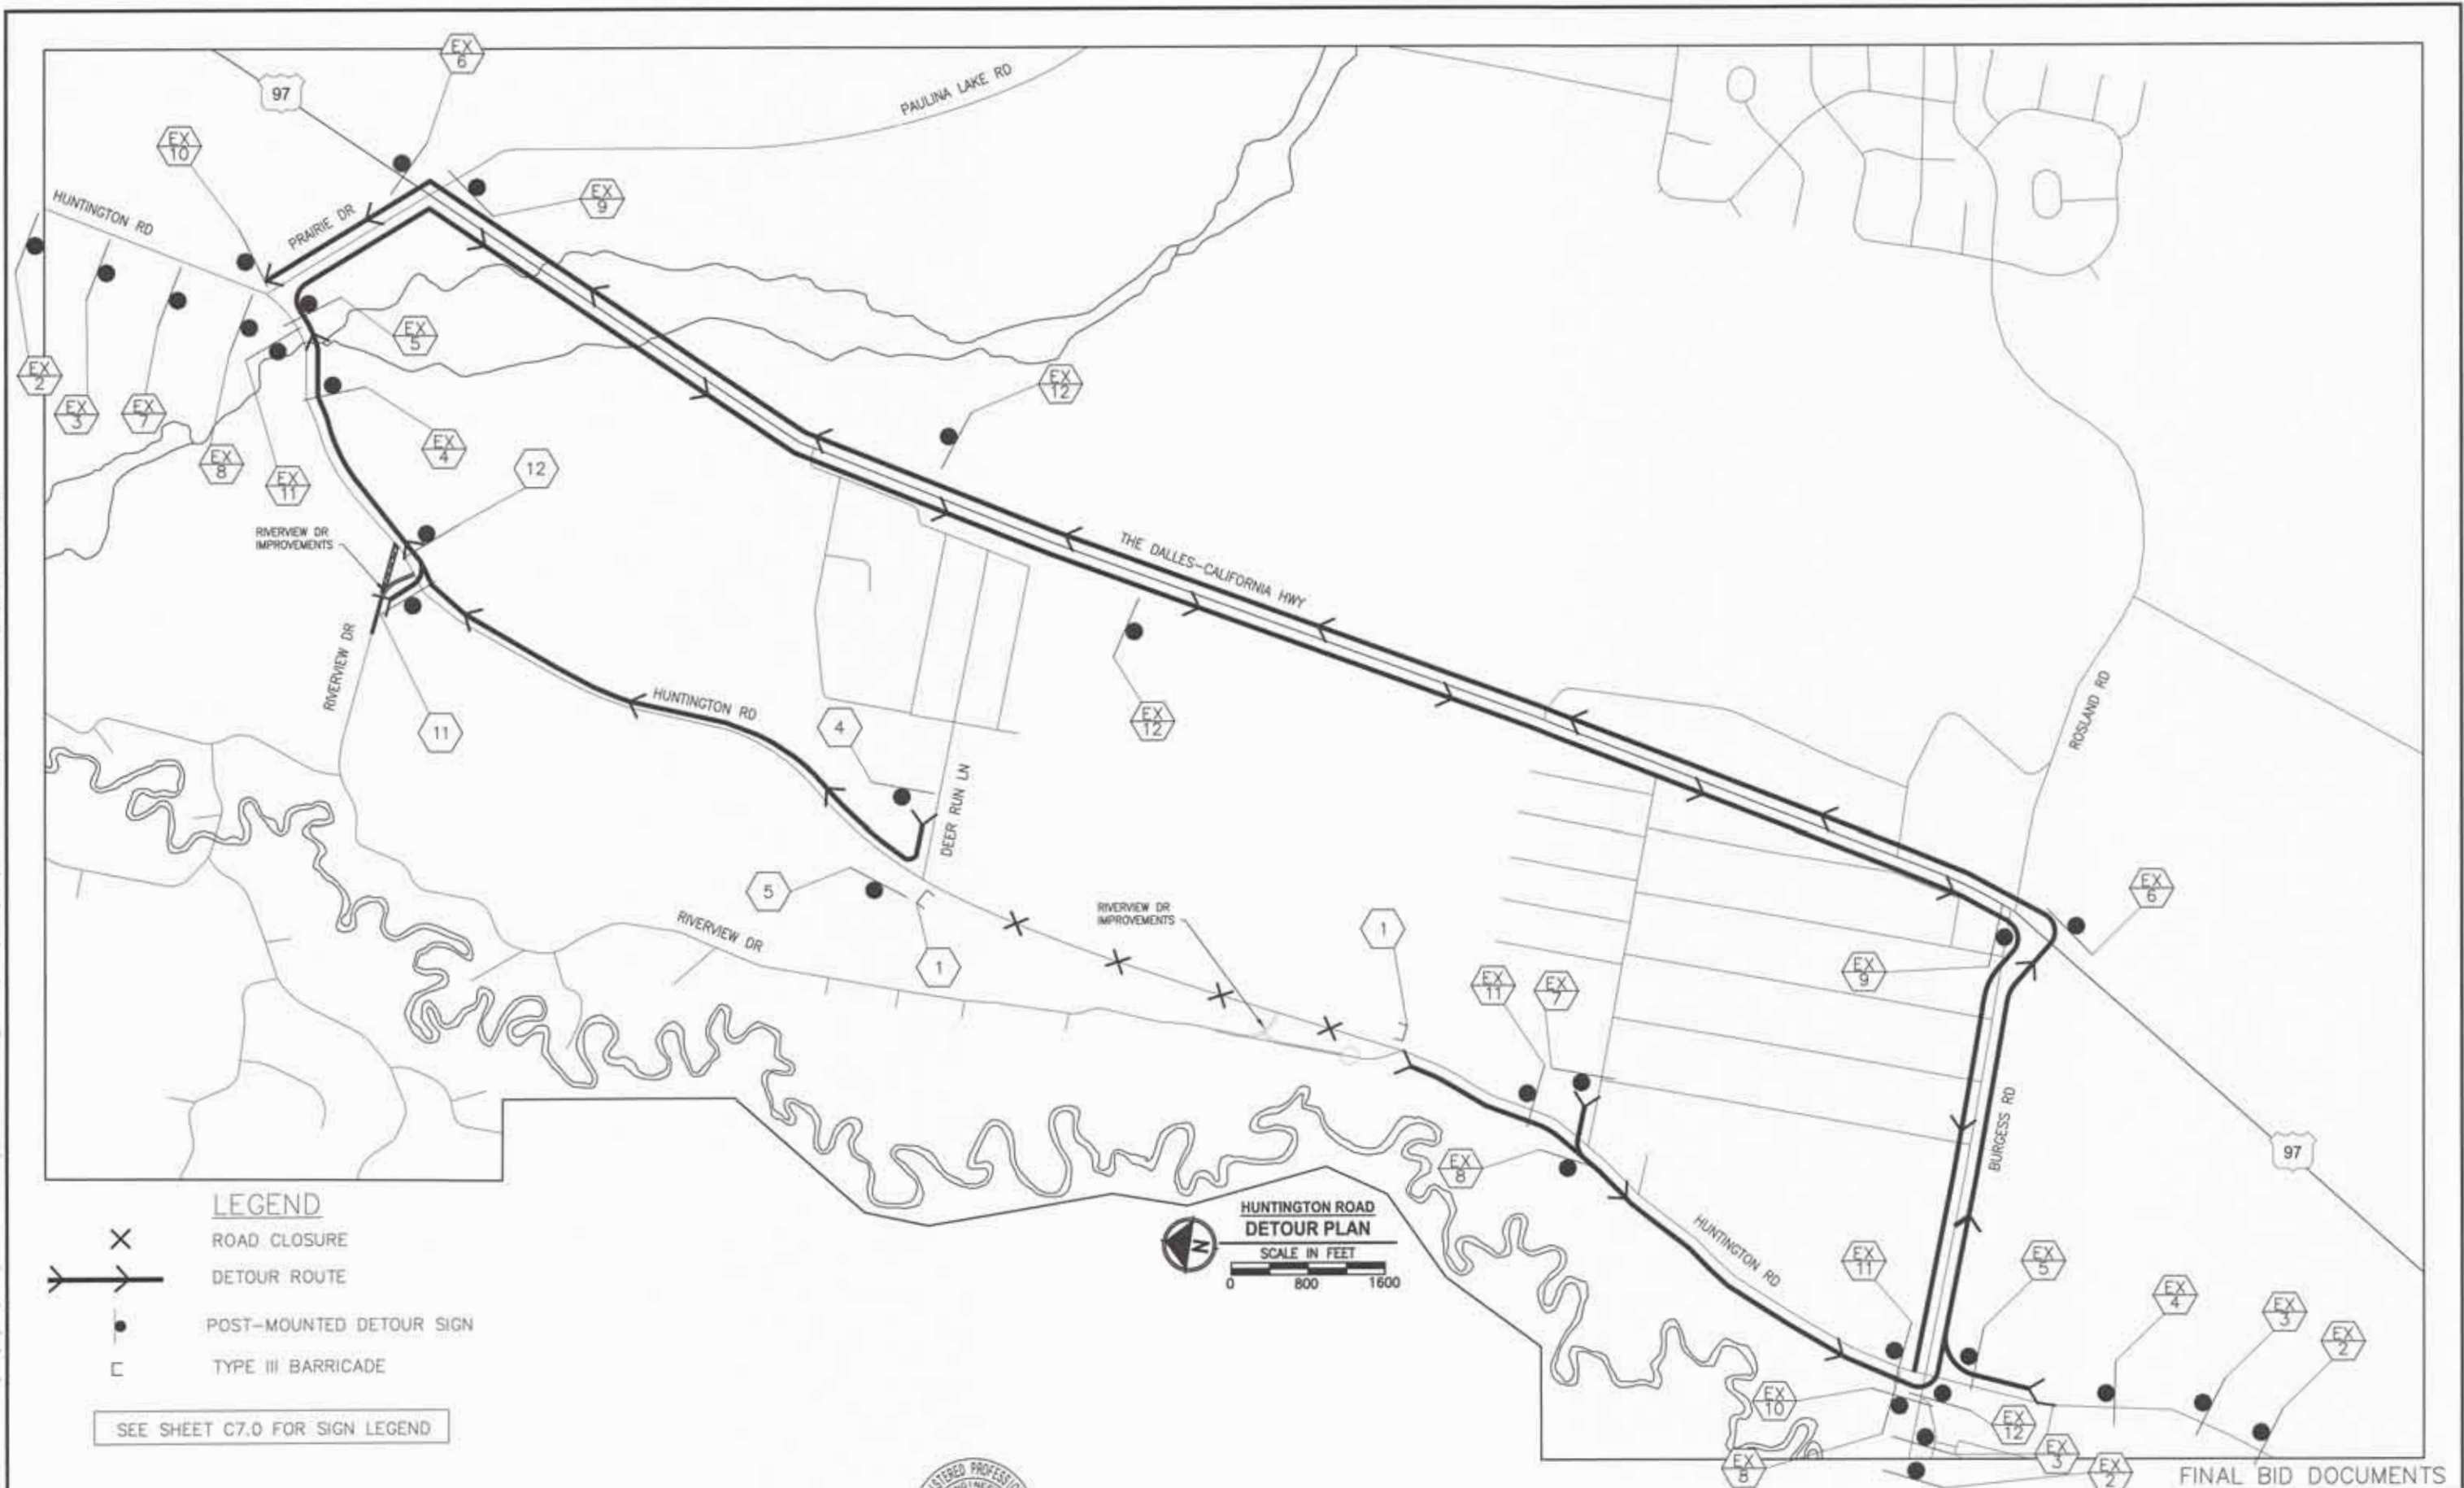 EX
6
97
PAULINA LAKE RD
EX
10
EX
9
HUNTINGTON RD
PRAIRIE DR
EX
5
EX
2
EX
3
EX
7
EX
12
EX
4
EX
8
EX
11
12
RIVERVIEW DR
IMPROVEMENTS
THE DALLES-CALIFORNIA HWY
RIVERVIEW DR
HUNTINGTON RD
11
4
EX
12
ROSLAND RD
DEER RUN LN
5
RIVERVIEW DR
1
RIVERVIEW DR
IMPROVEMENTS
1
EX
6
EX
9
EX
11
EX
7
BURGESS RD
97
EX
8
HUNTINGTON RD
EX
11
EX
5
EX
4
EX
3
EX
2
EX
10
EX
12
EX
8
EX
3
EX
2
LEGEND
ROAD CLOSURE
DETOUR ROUTE
POST-MOUNTED DETOUR SIGN
TYPE III BARRICADE
SEE SHEET C7.0 FOR SIGN LEGEND
N
HUNTINGTON ROAD
DETOUR PLAN
SCALE IN FEET
0 800 1600
FINAL BID DOCUMENTS